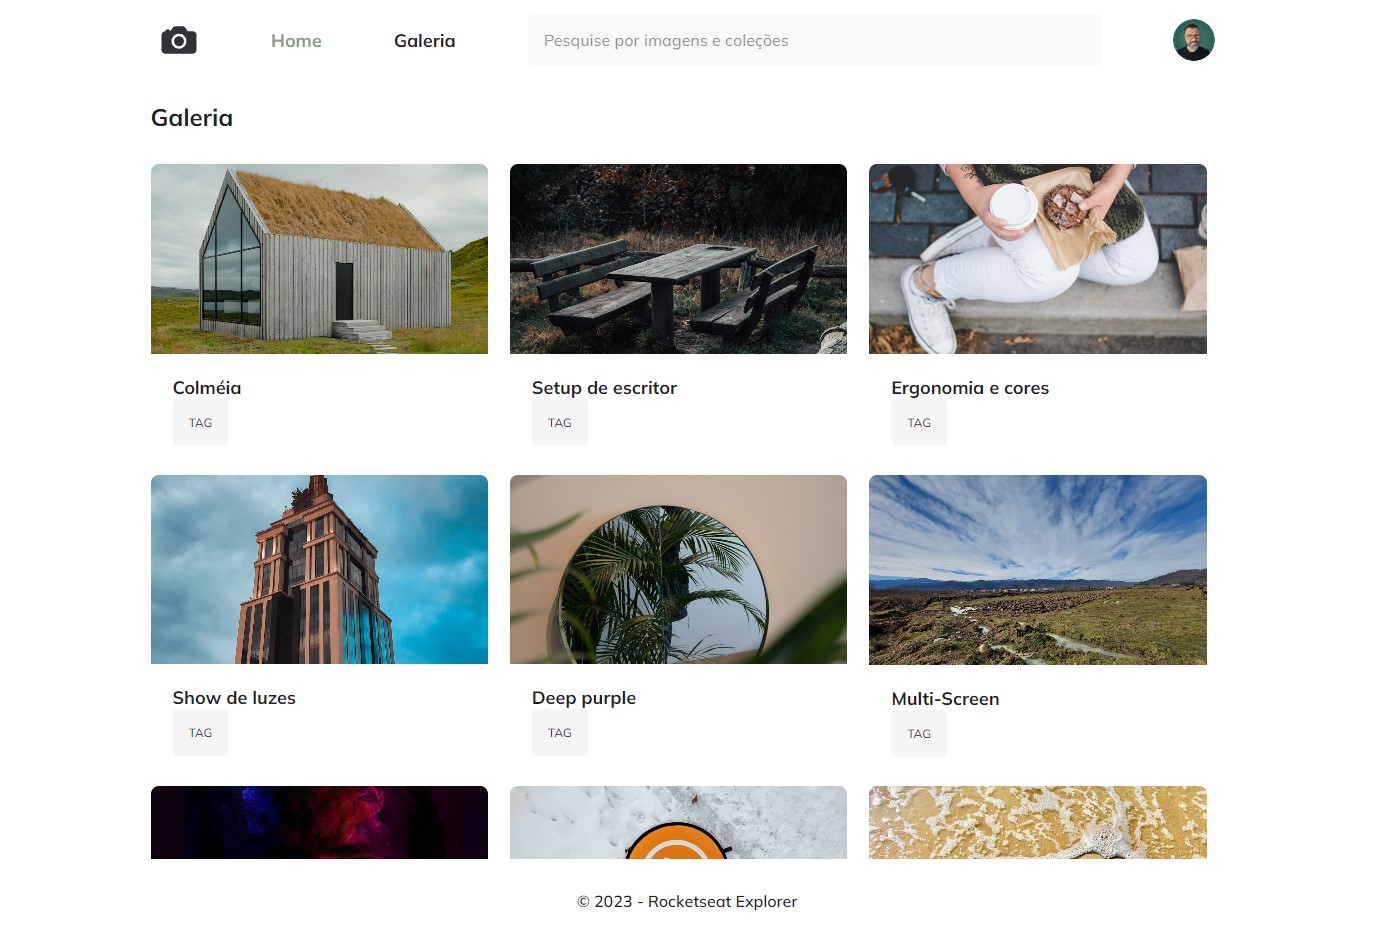 Home
Galeria
Pesquise por imagens e coleções
Galeria
Colméia
TAG
Setup de escritor
TAG
Ergonomia e cores
TAG
Show de luzes
TAG
Deep purple
TAG
Multi-Screen
TAG
© 2023 - Rocketseat Explorer